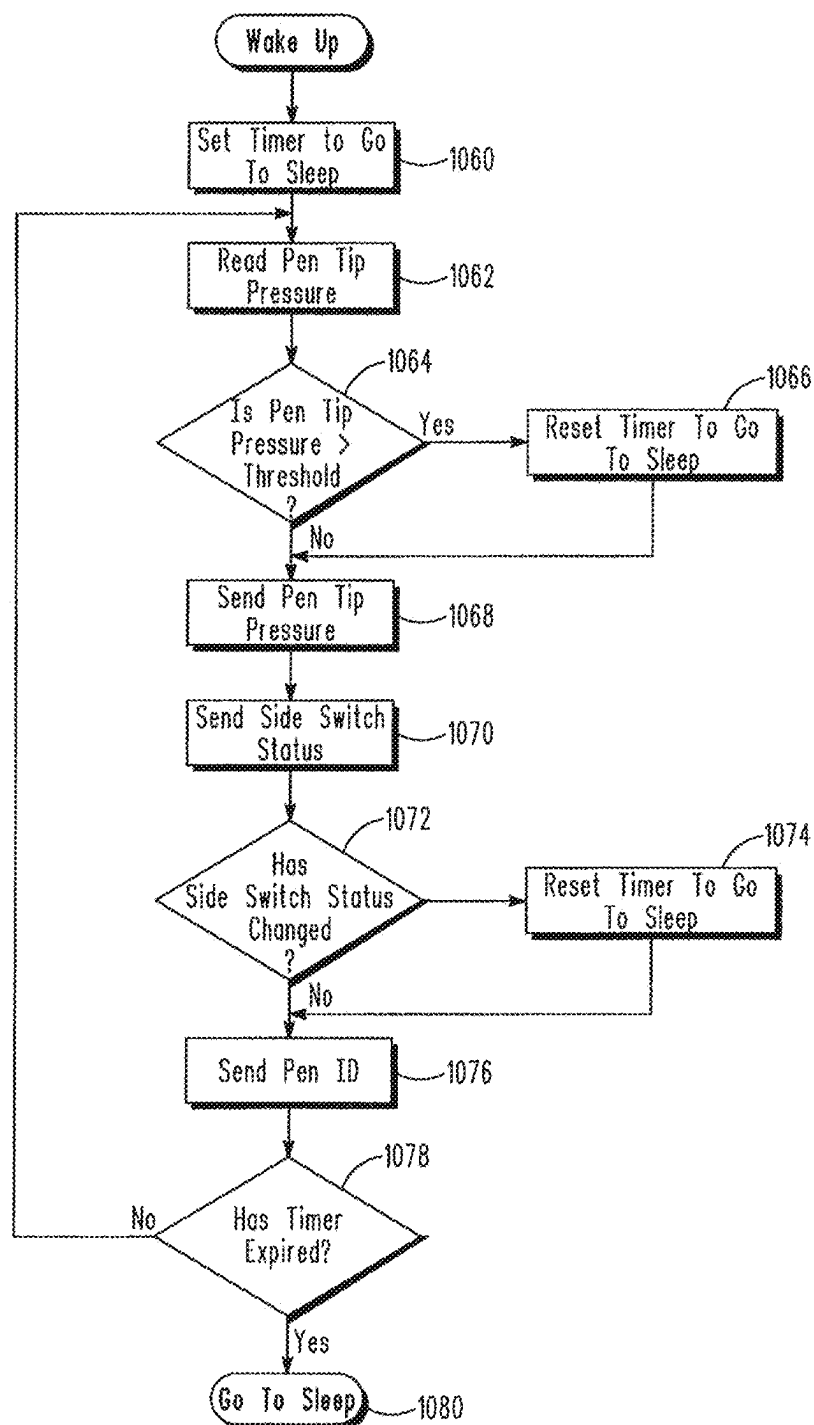 Wake Up
Set Timer to Go
To Sleep
1060
Read Pen Tip
Pressure
1062
1064
Is Pen Tip
Pressure >
Threshold
?
Yes
No
1066
Reset Timer To Go
To Sleep
Send Pen Tip
Pressure
1068
Send Side Switch
Status
1070
1072
Has
Side Switch Status
Changed
?
No
1074
Reset Timer To Go
To Sleep
Send Pen ID
1076
1078
Has Timer
Expired?
No
Yes
Go To Sleep
1080